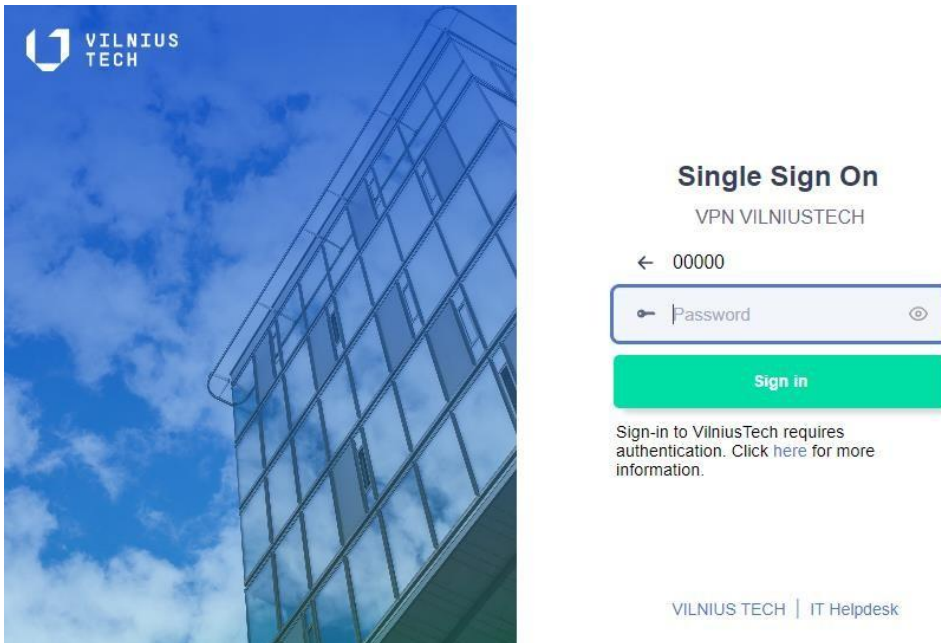 VILNIUS
TECH
Single Sign On
VPN VILNIUSTECH
00000
Password
Sign in
Sign-in to VilniusTech requires
authentication. Click here for more
information.
VILNIUS TECH | IT Helpdesk